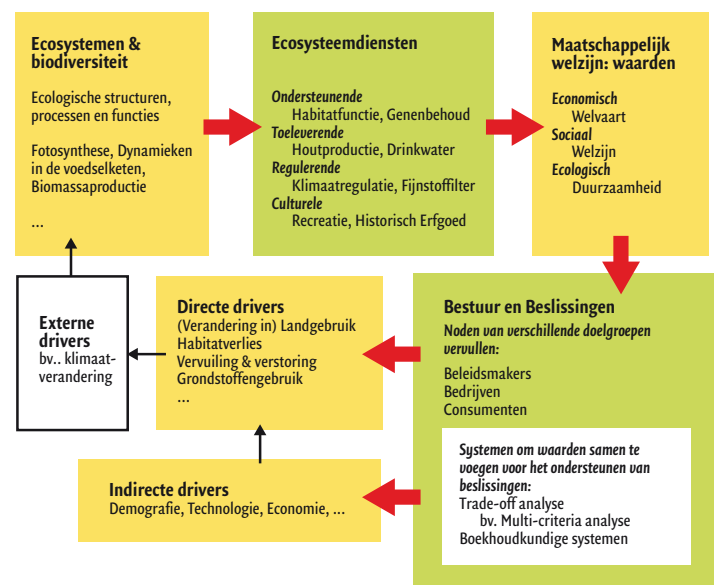 Ecosystemen &
biodiversiteit
Ecologische structuren,
processen en functies
Fotosynthese, Dynamieken
in de voedselketen,
Biomassaproductie
...
Ecosysteemdiensten
Ondersteunende
Habitatfunctie, Genenbehoud
Toeleverende
Houtproductie, Drinkwater
Regulerende
Klimaatregulatie, Fijnstoffilter
Culturele
Recreatie, Historisch Erfgoed
Maatschappelijk
welzijn: waarden
Economisch
Welvaart
Sociaal
Welzijn
Ecologisch
Duurzaamheid
Externe
drivers
bv.. klimaat-
verandering
Directe drivers
(Verandering in) Landgebruik
Habitatverlies
Vervuiling & verstoring
Grondstoffengebruik
...
Bestuur en Beslissingen
Noden van verschillende doelgroepen
vervullen:
Beleidsmakers
Bedrijven
Consumenten
Systemen om waarden samen te
voegen voor het ondersteunen van
beslissingen:
Trade-off analyse
bv. Multi-criteria analyse
Boekhoudkundige systemen
Indirecte drivers
Demografie, Technologie, Economie, ...